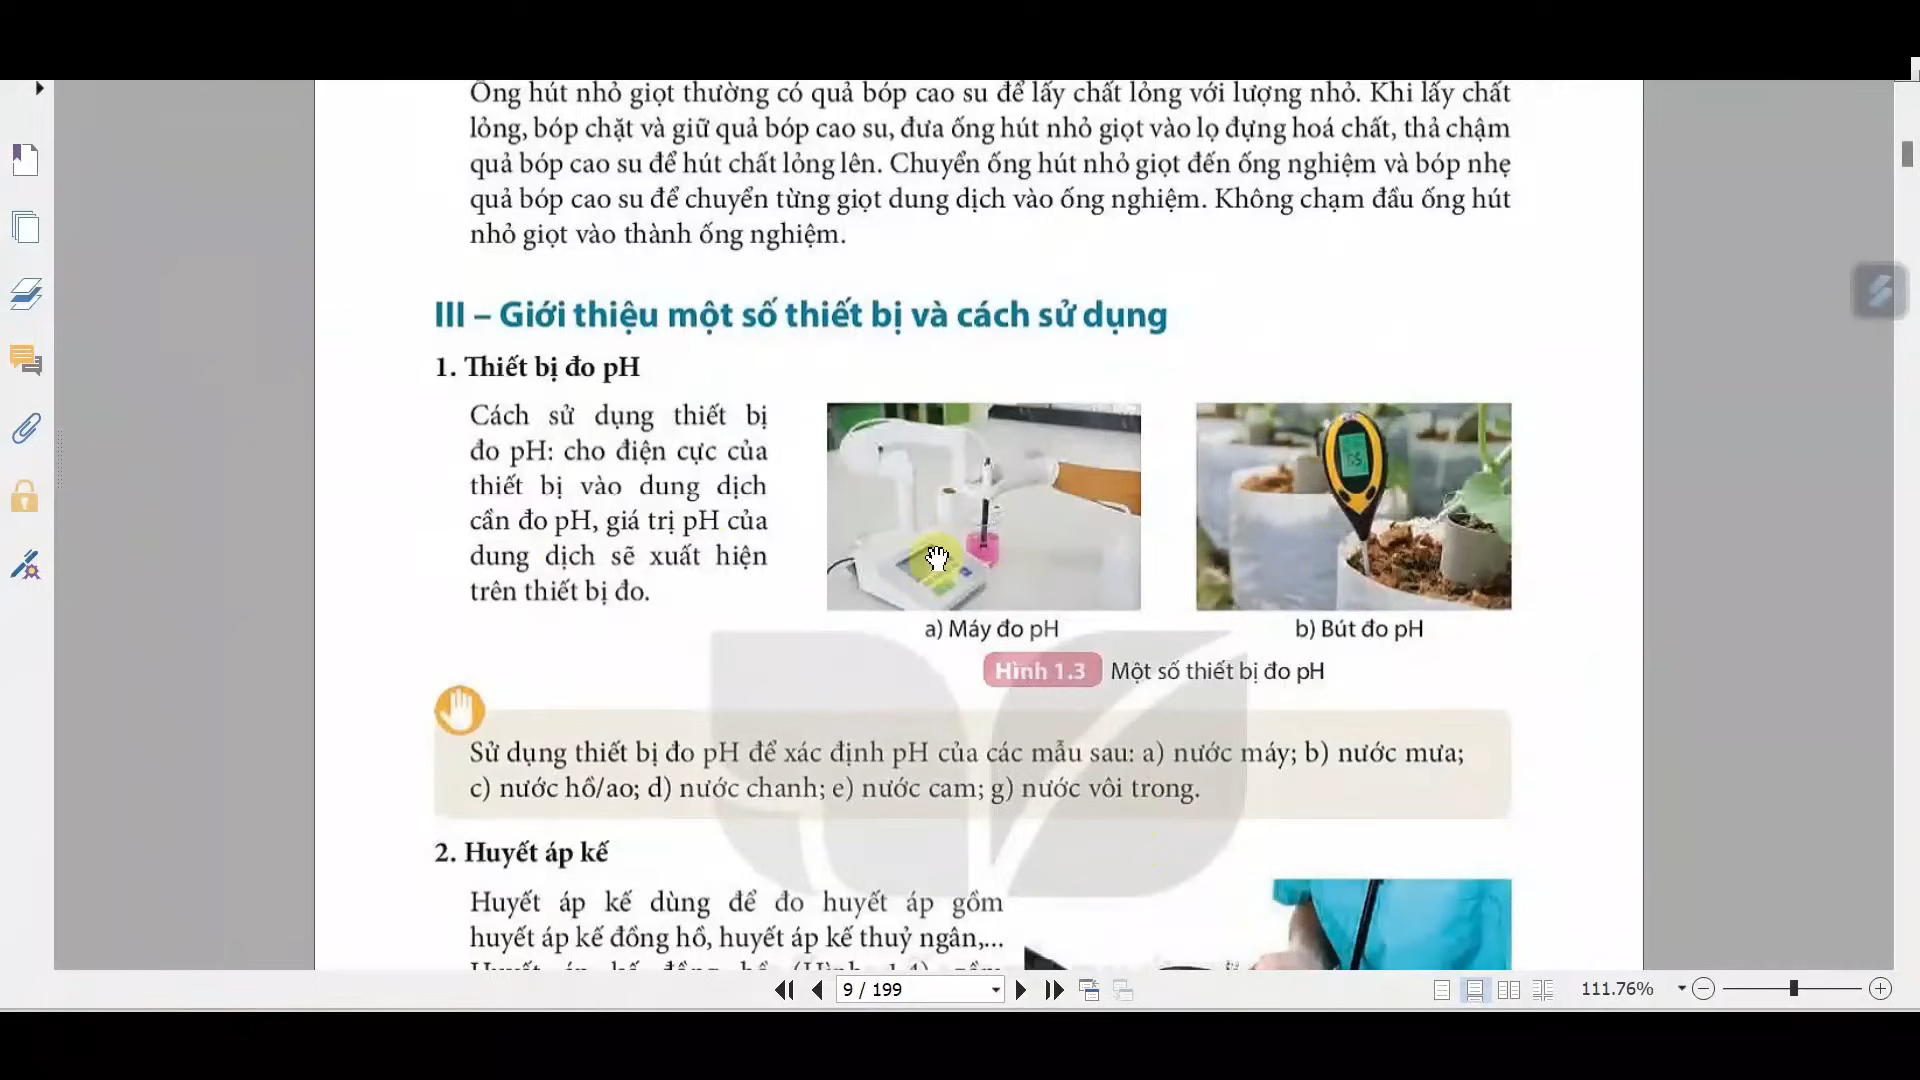 Ống hút nhỏ giọt thường có quả bóp cao su để lấy chất lỏng với lượng nhỏ. Khi lấy chất
lỏng, bóp chặt và giữ quả bóp cao su, đưa ống hút nhỏ giọt vào lọ đựng hoá chất, thả chậm
quả bóp cao su để hút chất lỏng lên. Chuyển ống hút nhỏ giọt đến ống nghiệm và bóp nhẹ
quả bóp cao su để chuyển từng giọt dung dịch vào ống nghiệm. Không chạm đầu ống hút
nhỏ giọt vào thành ống nghiệm.
III – Giới thiệu một số thiết bị và cách sử dụng
1. Thiết bị đo pH
Cách sử dụng thiết bị
đo pH: cho điện cực của
thiết bị vào dung dịch
cần đo pH, giá trị pH của
dung dịch sẽ xuất hiện
trên thiết bị đo.
a) Máy đo pH
b) Bút đo pH
Hình 1.3 Một số thiết bị đo pH
Sử dụng thiết bị đo pH để xác định pH của các mẫu sau: a) nước máy; b) nước mưa;
c) nước hồ/ao; d) nước chanh; e) nước cam; g) nước vôi trong.
2. Huyết áp kế
Huyết áp kế dùng để đo huyết áp gồm
huyết áp kế đồng hồ, huyết áp kế thuỷ ngân,...
9 / 199
111.76%